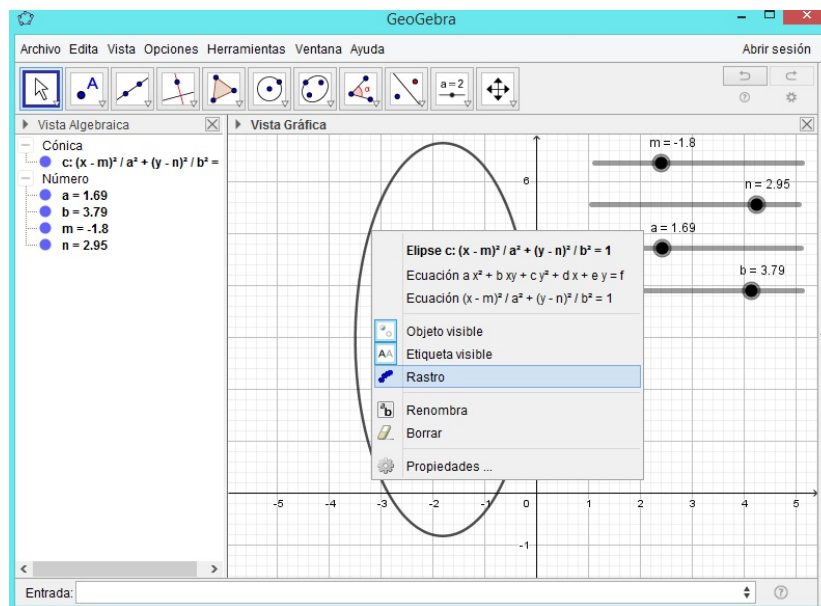 GeoGebra
Archivo Edita Vista Opciones Herramientas Ventana Ayuda Abrir sesión
A α a=2
Vista Algebraica
Vista Gráfica
Cónica
c: (x - m)² / a² + (y - n)² / b² =
Número
a = 1.69
b = 3.79
m = -1.8
n = 2.95
m = -1.8
n = 2.95
a = 1.69
b = 3.79
6
Elipse c: (x - m)² / a² + (y - n)² / b² = 1
Ecuación a x² + b xy + c y² + d x + e y = f
Ecuación (x - m)² / a² + (y - n)² / b² = 1
Objeto visible
AA Etiqueta visible
Rastro
ab Renombra
Borrar
Propiedades ...
-5 -4 -3 -2 -1 0 1 2 3 4 5
-1
Entrada: